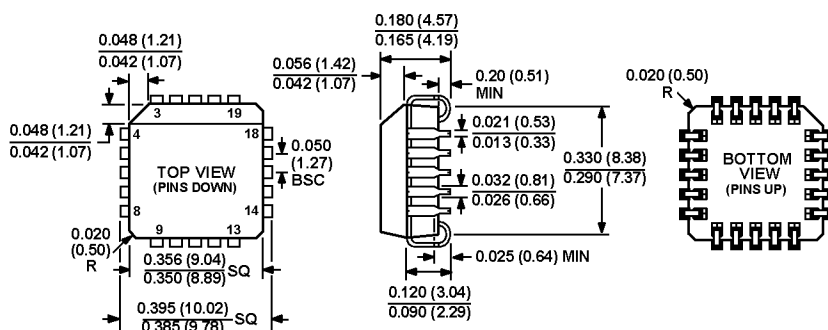 0.048 (1.21)
0.042 (1.07)
0.048 (1.21)
0.042 (1.07)
3
19
4
18
TOP VIEW
(PINS DOWN)
8
14
9
13
0.050
(1.27)
BSC
0.020
(0.50)
R
0.356 (9.04)
0.350 (8.89)
SQ
0.395 (10.02)
0.385 (9.78)
SQ
0.180 (4.57)
0.165 (4.19)
0.056 (1.42)
0.042 (1.07)
0.20 (0.51)
MIN
0.021 (0.53)
0.013 (0.33)
0.032 (0.81)
0.026 (0.66)
0.330 (8.38)
0.290 (7.37)
0.025 (0.64) MIN
0.120 (3.04)
0.090 (2.29)
0.020 (0.50)
R
BOTTOM
VIEW
(PINS UP)